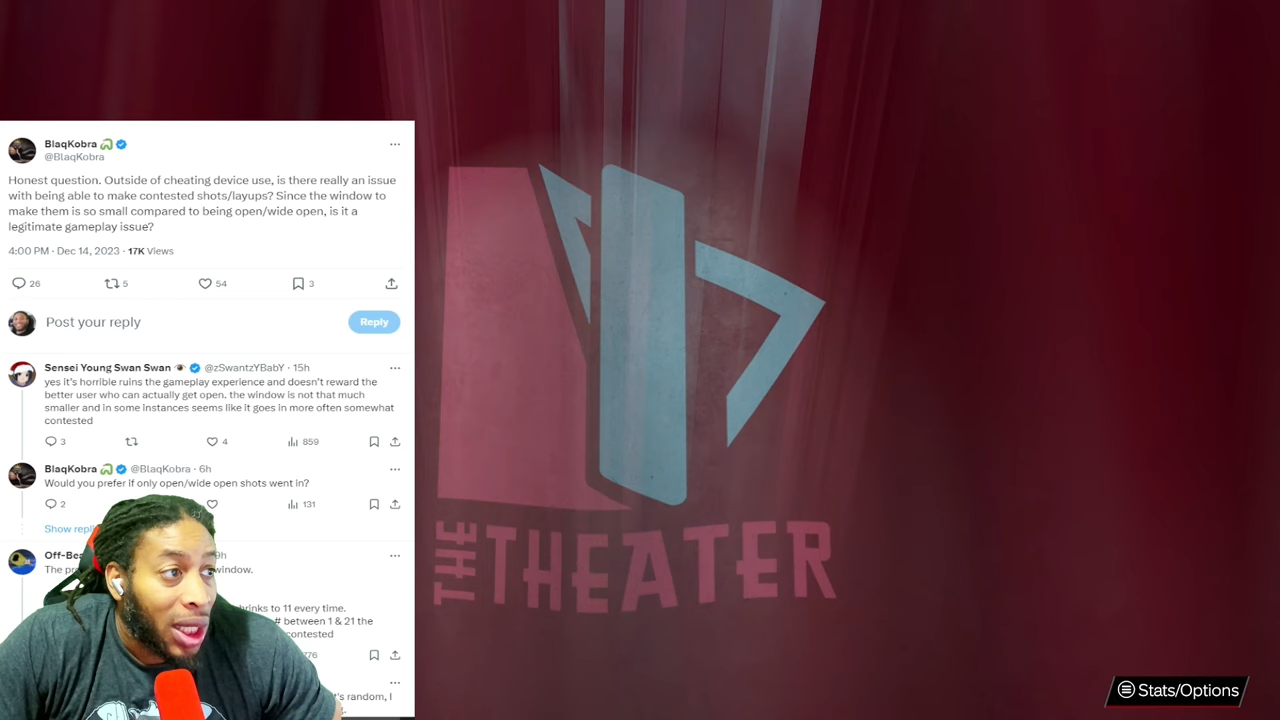 BlaqKobra
@BlaqKobra
Honest question. Outside of cheating device use, is there really an issue
with being able to make contested shots/layups? Since the window to
make them is so small compared to being open/wide open, is it a
legitimate gameplay issue?
4:00 PM · Dec 14, 2023 · 17K Views
26 5 54 3
Post your reply
Reply
Sensei Young Swan Swan @zSwantzYBabY · 15h
yes it's horrible ruins the gameplay experience and doesn't reward the
better user who can actually get open. the window is not that much
smaller and in some instances seems like it goes in more often somewhat
contested
3 4 859
BlaqKobra @BlaqKobra · 6h
Would you prefer if only open/wide open shots went in?
2 131
Show
9h
The window.
to 11 every time.
# between 1 & 21 the
contested
776
random, I
THE THEATER
Stats/Options